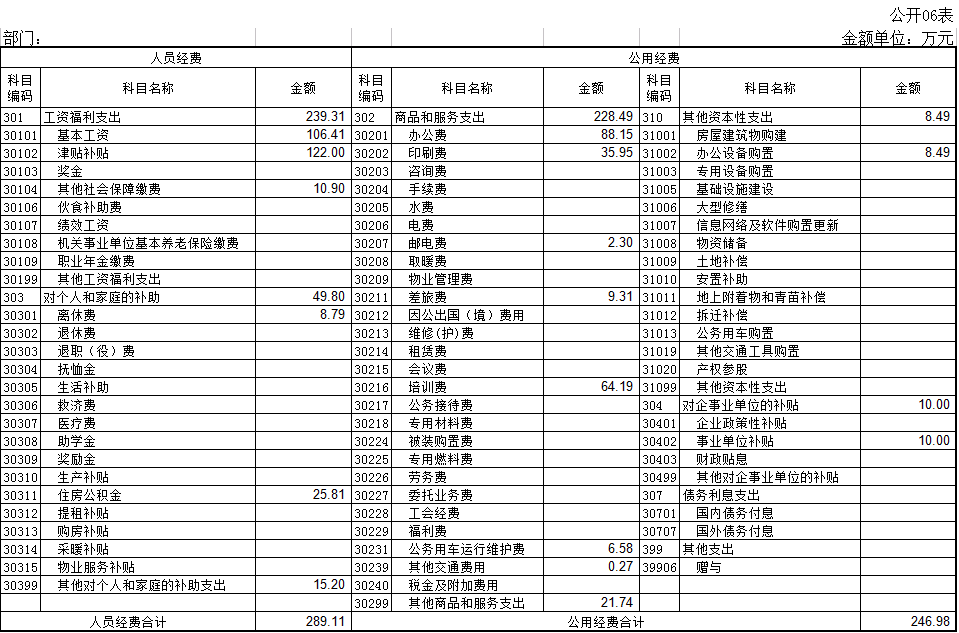 公开06表
部门： 金额单位：万元
人员经费 公用经费
科目编码 科目名称 金额 科目编码 科目名称 金额 科目编码 科目名称 金额
301 工资福利支出 239.31 302 商品和服务支出 228.49 310 其他资本性支出 8.49
30101 基本工资 106.41 30201 办公费 88.15 31001 房屋建筑物购建
30102 津贴补贴 122.00 30202 印刷费 35.95 31002 办公设备购置 8.49
30103 奖金 30203 咨询费 31003 专用设备购置
30104 其他社会保障缴费 10.90 30204 手续费 31005 基础设施建设
30106 伙食补助费 30205 水费 31006 大型修缮
30107 绩效工资 30206 电费 31007 信息网络及软件购置更新
30108 机关事业单位基本养老保险缴费 30207 邮电费 2.30 31008 物资储备
30109 职业年金缴费 30208 取暖费 31009 土地补偿
30199 其他工资福利支出 30209 物业管理费 31010 安置补助
303 对个人和家庭的补助 49.80 30211 差旅费 9.31 31011 地上附着物和青苗补偿
30301 离休费 8.79 30212 因公出国（境）费用 31012 拆迁补偿
30302 退休费 30213 维修(护)费 31013 公务用车购置
30303 退职（役）费 30214 租赁费 31019 其他交通工具购置
30304 抚恤金 30215 会议费 31020 产权参股
30305 生活补助 30216 培训费 64.19 31099 其他资本性支出
30306 救济费 30217 公务接待费 304 对企事业单位的补贴 10.00
30307 医疗费 30218 专用材料费 30401 企业政策性补贴
30308 助学金 30224 被装购置费 30402 事业单位补贴 10.00
30309 奖励金 30225 专用燃料费 30403 财政贴息
30310 生产补贴 30226 劳务费 30499 其他对企事业单位的补贴
30311 住房公积金 25.81 30227 委托业务费 307 债务利息支出
30312 提租补贴 30228 工会经费 30701 国内债务付息
30313 购房补贴 30229 福利费 30707 国外债务付息
30314 采暖补贴 30231 公务用车运行维护费 6.58 399 其他支出
30315 物业服务补贴 30239 其他交通费用 0.27 39906 赠与
30399 其他对个人和家庭的补助支出 15.20 30240 税金及附加费用
30299 其他商品和服务支出 21.74
人员经费合计 289.11 公用经费合计 246.98